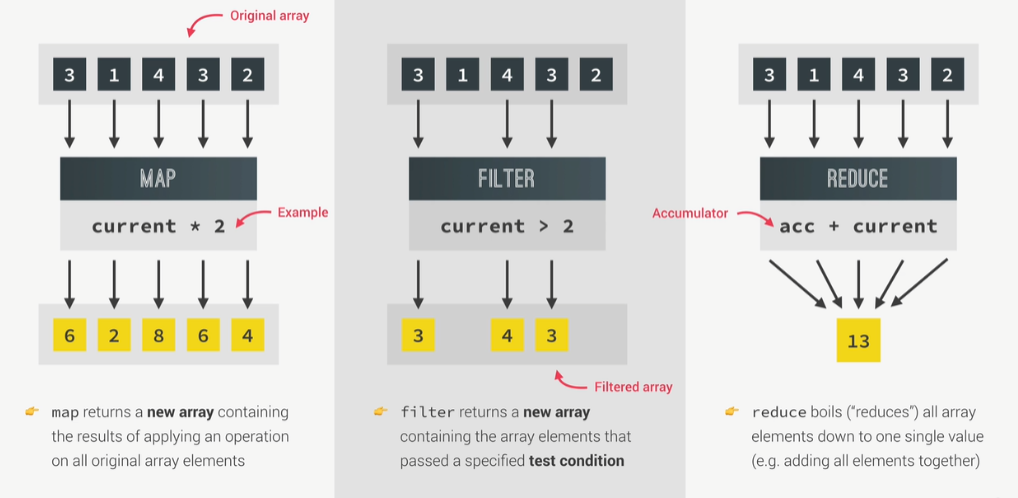 Original array
3 1 4 3 2
MAP
current * 2
Example
6 2 8 6 4
👉 map returns a new array containing
the results of applying an operation
on all original array elements
3 1 4 3 2
FILTER
current > 2
3 4 3
Filtered array
👉 filter returns a new array
containing the array elements that
passed a specified test condition
3 1 4 3 2
REDUCE
Accumulator
acc + current
13
👉 reduce boils (“reduces”) all array
elements down to one single value
(e.g. adding all elements together)